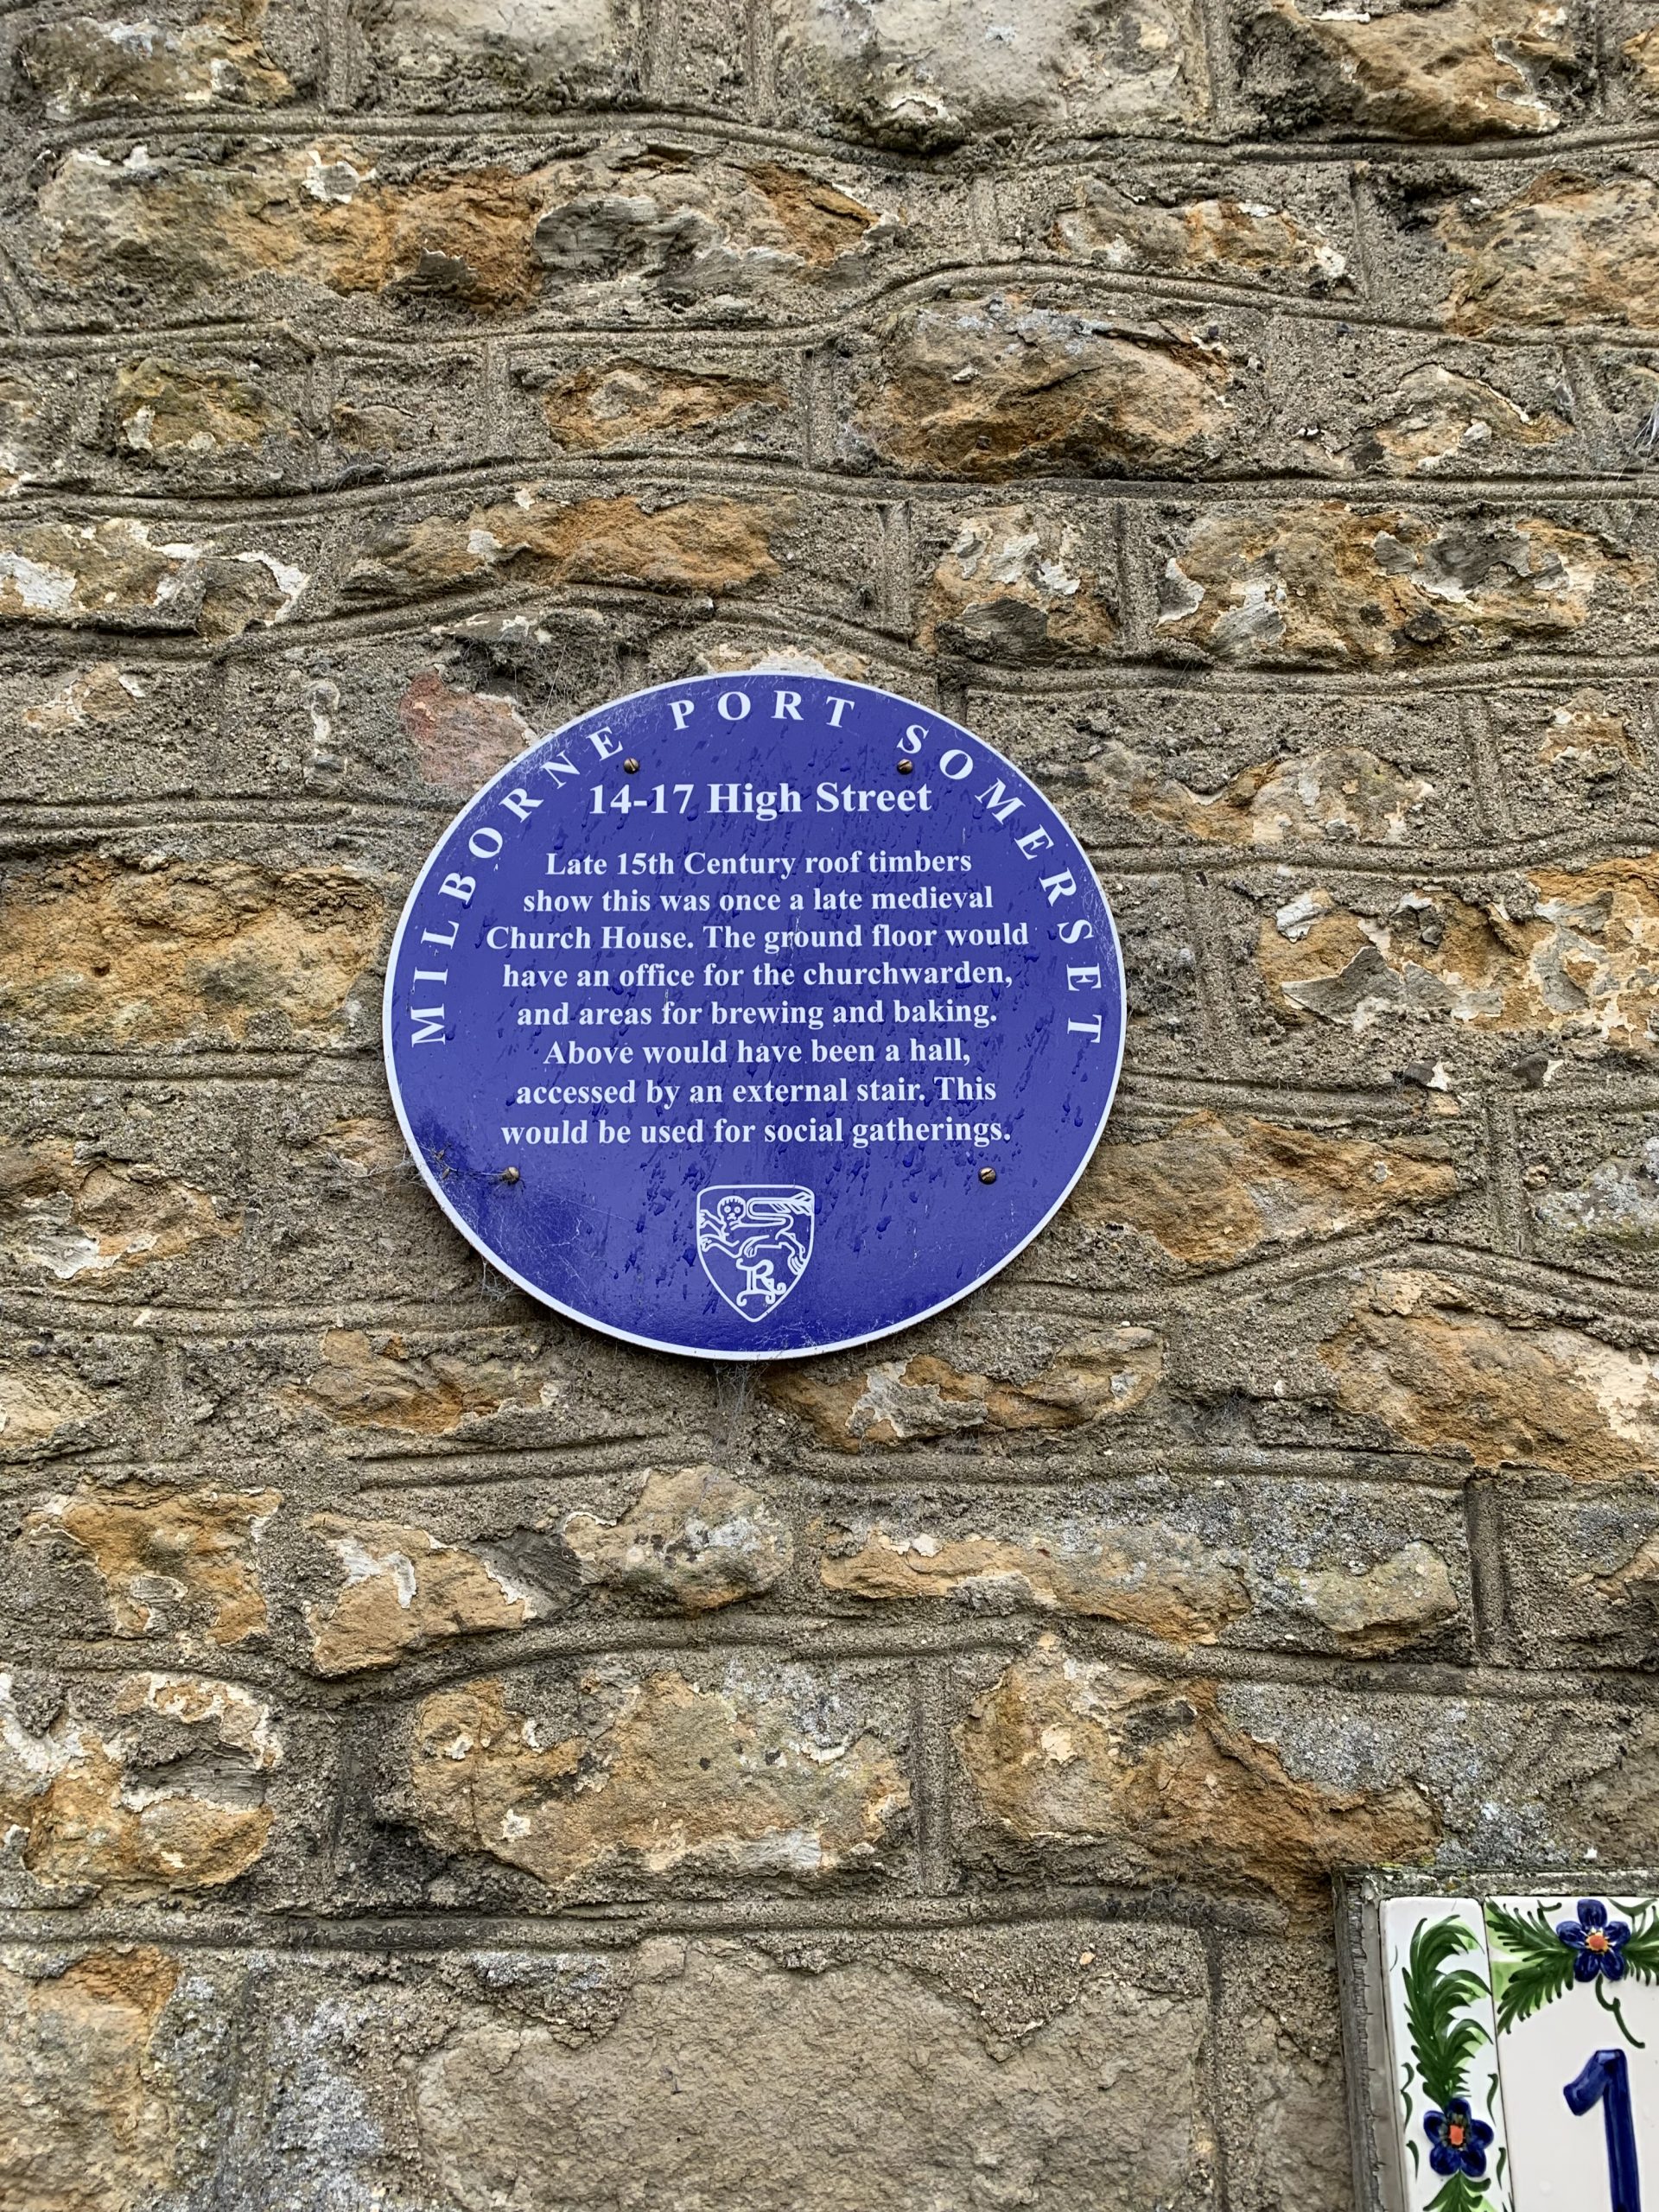 MILBORNE PORT SOMERSET
14-17 High Street
Late 15th Century roof timbers
show this was once a late medieval
Church House. The ground floor would
have an office for the churchwarden,
and areas for brewing and baking.
Above would have been a hall,
accessed by an external stair. This
would be used for social gatherings.
R
1